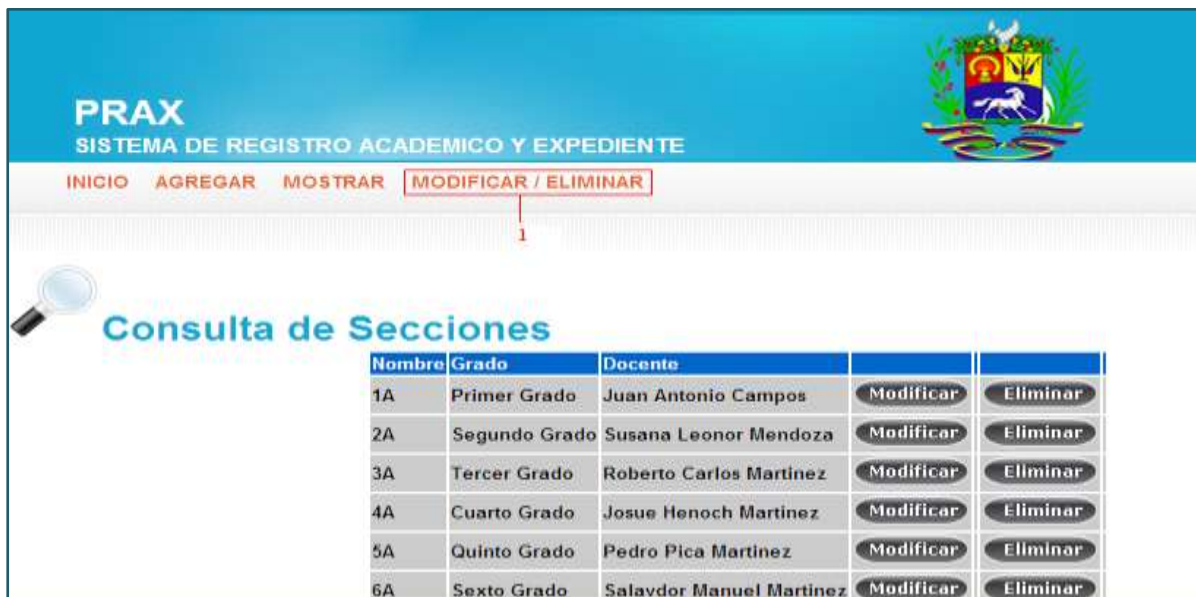 PRAX
SISTEMA DE REGISTRO ACADEMICO Y EXPEDIENTE
INICIO AGREGAR MOSTRAR MODIFICAR / ELIMINAR
1
Consulta de Secciones
Nombre Grado Docente
1A Primer Grado Juan Antonio Campos Modificar Eliminar
2A Segundo Grado Susana Leonor Mendoza Modificar Eliminar
3A Tercer Grado Roberto Carlos Martinez Modificar Eliminar
4A Cuarto Grado Josue Henoch Martinez Modificar Eliminar
5A Quinto Grado Pedro Pica Martinez Modificar Eliminar
6A Sexto Grado Salavdor Manuel Martinez Modificar Eliminar